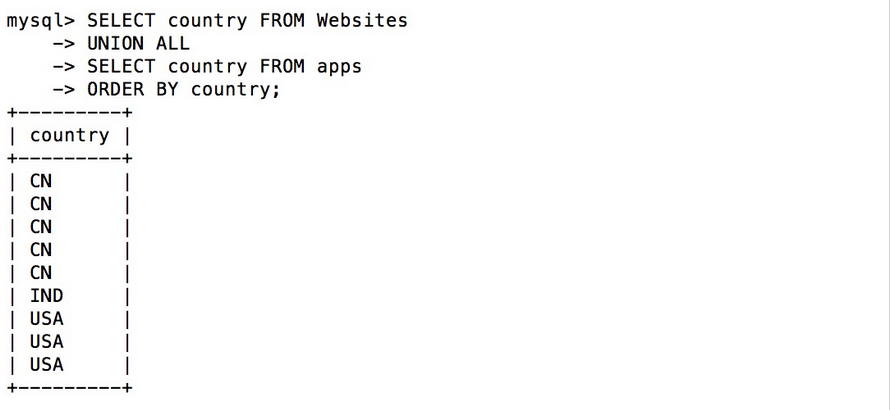 mysql> SELECT country FROM Websites
    -> UNION ALL
    -> SELECT country FROM apps
    -> ORDER BY country;
+---------+
| country |
+---------+
| CN      |
| CN      |
| CN      |
| CN      |
| CN      |
| IND     |
| USA     |
| USA     |
| USA     |
+---------+